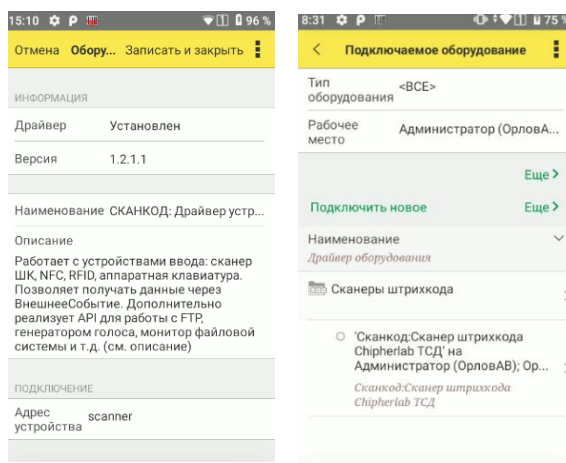 15:10 96 %
Отмена Обору... Записать и закрыть
ИНФОРМАЦИЯ
Драйвер Установлен
Версия 1.2.1.1
Наименование СКАНКОД: Драйвер устр...
Описание
Работает с устройствами ввода: сканер
ШК, NFC, RFID, аппаратная клавиатура.
Позволяет получать данные через
ВнешнееСобытие. Дополнительно
реализует API для работы с FTP,
генератором голоса, монитор файловой
системы и т.д. (см. описание)
ПОДКЛЮЧЕНИЕ
Адрес
устройства scanner
8:31 75 %
Подключаемое оборудование
Тип
оборудования <ВСЕ>
Рабочее
место Администратор (ОрловА...
Еще
Подключить новое Еще
Наименование
Драйвер оборудования
Сканеры штрихкода
'Сканкод:Сканер штрихкода
Chipherlab ТСД' на
Администратор (ОрловАВ); Ор...
Сканкод:Сканер штрихкода
Chipherlab ТСД